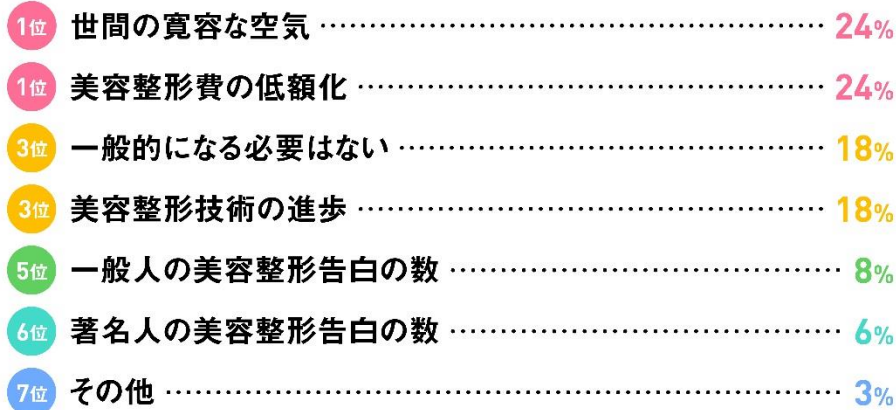 1位 世間の寛容な空気 ………………………………………… 24%
1位 美容整形費の低額化 …………………………………… 24%
3位 一般的になる必要はない ……………………………… 18%
3位 美容整形技術の進歩 …………………………………… 18%
5位 一般人の美容整形告白の数 …………………………… 8%
6位 著名人の美容整形告白の数 …………………………… 6%
7位 その他 …………………………………………………… 3%